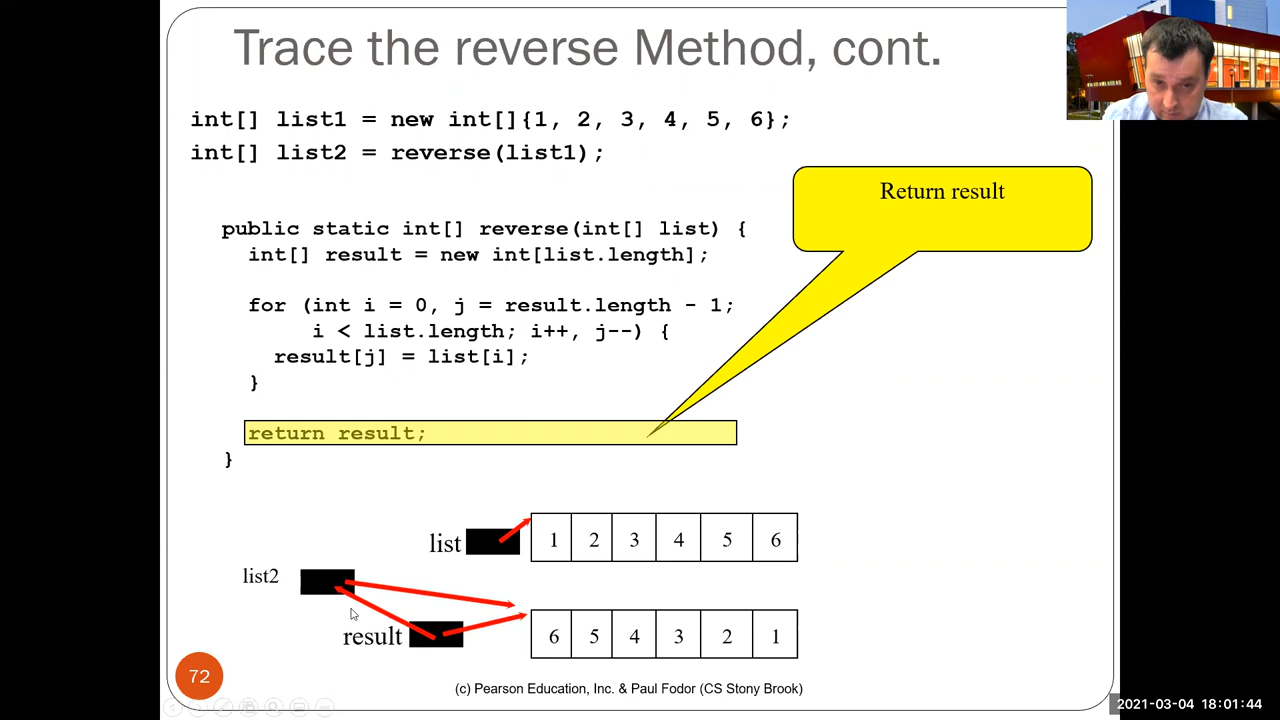 Trace the reverse Method, cont.
int[] list1 = new int[]{1, 2, 3, 4, 5, 6};
int[] list2 = reverse(list1);
Return result
public static int[] reverse(int[] list) {
int[] result = new int[list.length];
for (int i = 0, j = result.length - 1;
i < list.length; i++, j--) {
result[j] = list[i];
}
return result;
}
list 1 2 3 4 5 6
list2
result 6 5 4 3 2 1
72
(c) Pearson Education, Inc. & Paul Fodor (CS Stony Brook)
2021-03-04 18:01:44